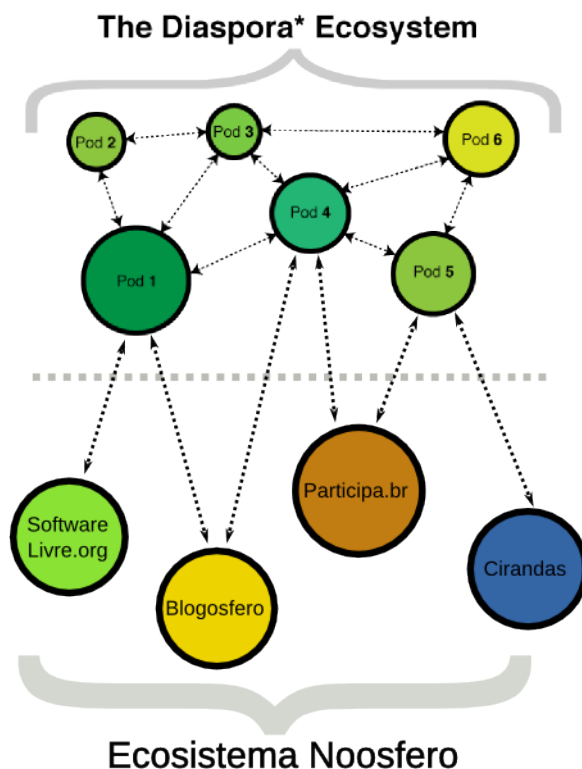 The Diaspora* Ecosystem
Pod 2
Pod 3
Pod 6
Pod 4
Pod 1
Pod 5
Participa.br
Software
Livre.org
Cirandas
Blogosfero
Ecosistema Noosfero